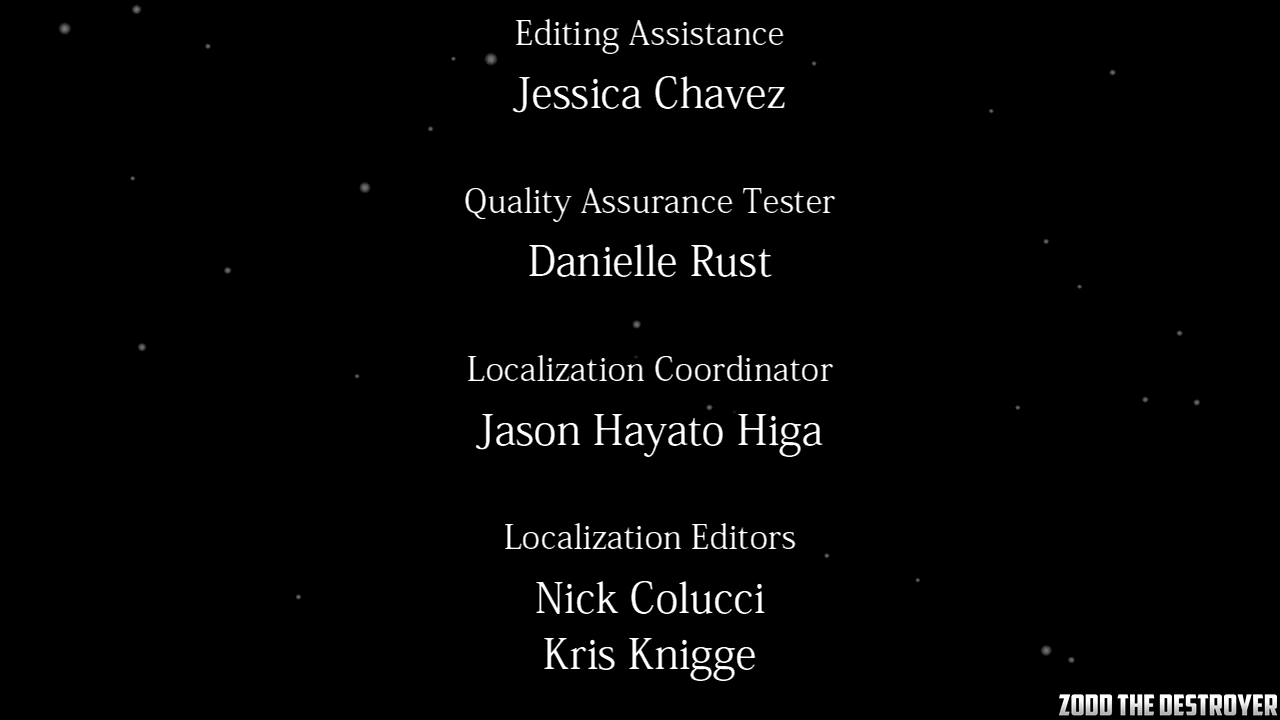 Editing Assistance
Jessica Chavez
Quality Assurance Tester
Danielle Rust
Localization Coordinator
Jason Hayato Higa
Localization Editors
Nick Colucci
Kris Knigge
ZODD THE DESTROYER